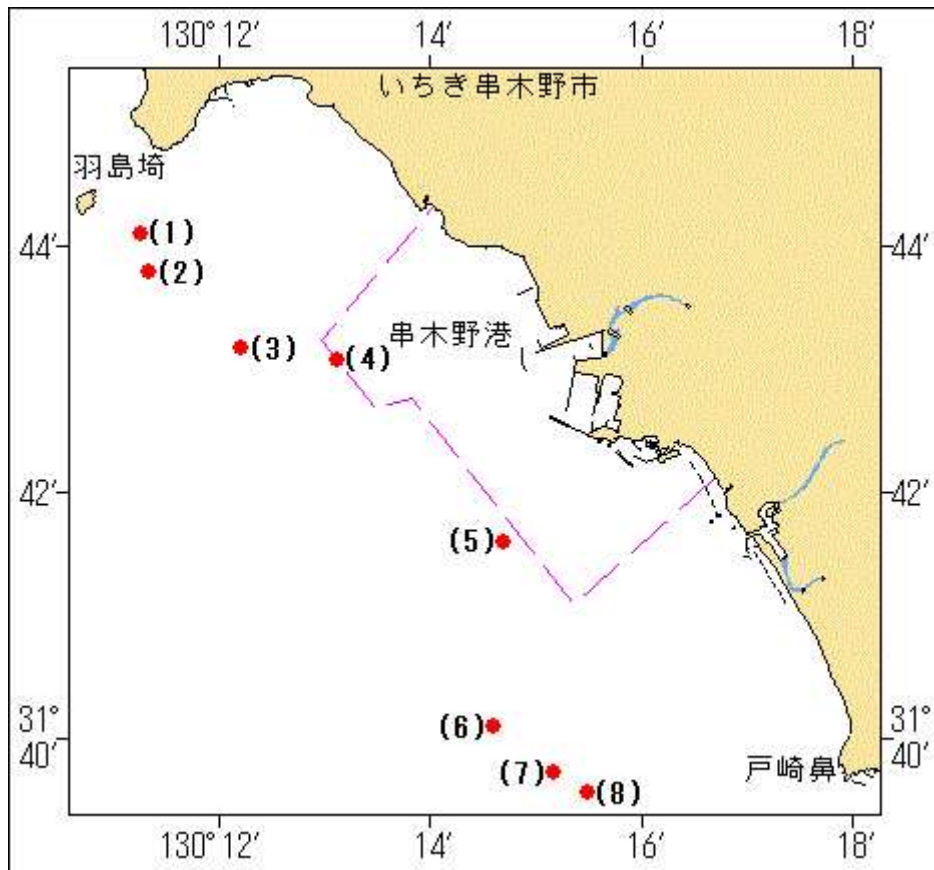 130° 12′ 14′ 16′ 18′
いちき串木野市
羽島埼
(1)
44′ 44′
(2)
串木野港
(3)
(4)
42′ 42′
(5)
31° 31°
(6)
40′ 40′
戸崎鼻
(7)
(8)
130° 12′ 14′ 16′ 18′